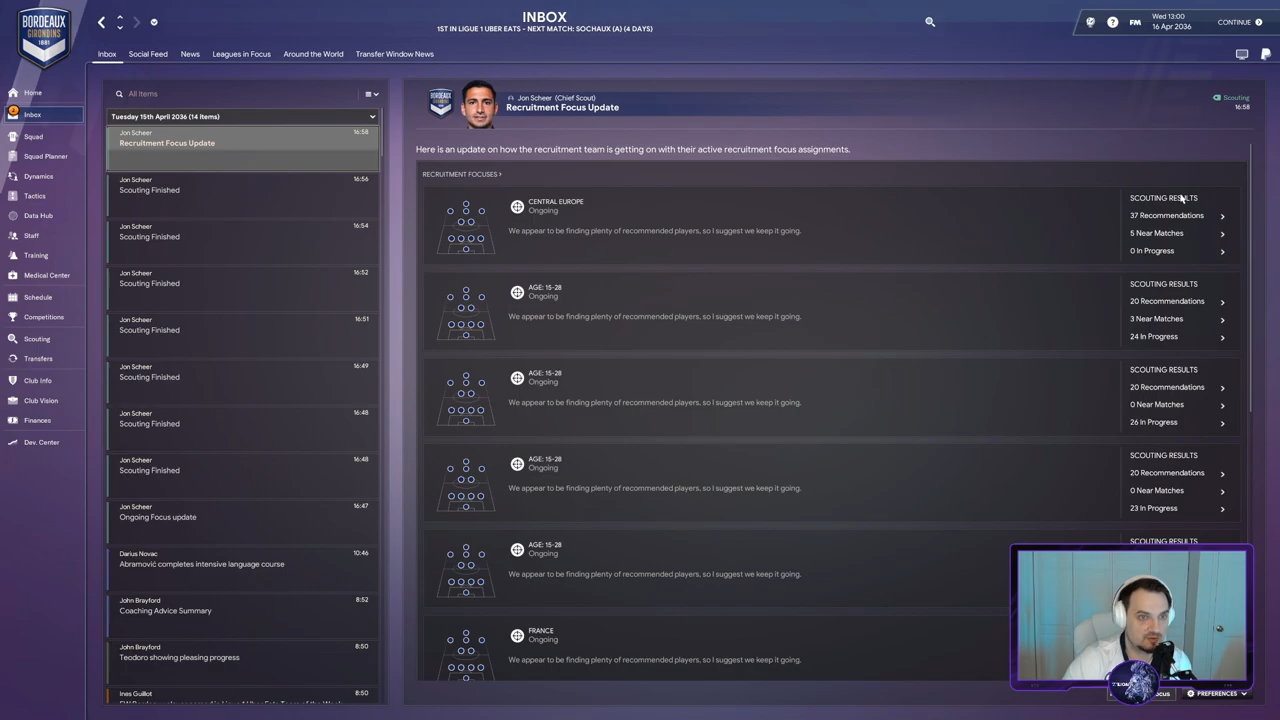 BORDEAUX
GIRONDINS
1881
INBOX
1ST IN LIGUE 1 UBER EATS - NEXT MATCH: SOCHAUX (A) (4 DAYS)
FM
Wed 13:00
16 Apr 2036
CONTINUE
Inbox
Social Feed
News
Leagues in Focus
Around the World
Transfer Window News
Home
Inbox
Squad
Squad Planner
Dynamics
Tactics
Data Hub
Staff
Training
Medical Center
Schedule
Competitions
Scouting
Transfers
Club Info
Club Vision
Finances
Dev. Center
All Items
Tuesday 15th April 2036 (14 Items)
Jon Scheer 16:58
Recruitment Focus Update
Jon Scheer 16:56
Scouting Finished
Jon Scheer 16:54
Scouting Finished
Jon Scheer 16:52
Scouting Finished
Jon Scheer 16:51
Scouting Finished
Jon Scheer 16:49
Scouting Finished
Jon Scheer 16:48
Scouting Finished
Jon Scheer 16:48
Scouting Finished
Jon Scheer 16:47
Ongoing Focus update
Darius Novac 10:46
Abramović completes intensive language course
John Brayford 8:52
Coaching Advice Summary
John Brayford 8:50
Teodoro showing pleasing progress
Ines Guillot 8:50
Jon Scheer (Chief Scout)
Recruitment Focus Update
Scouting
16:58
Here is an update on how the recruitment team is getting on with their active recruitment focus assignments.
RECRUITMENT FOCUSES >
CENTRAL EUROPE
Ongoing
We appear to be finding plenty of recommended players, so I suggest we keep it going.
SCOUTING RESULTS
37 Recommendations
5 Near Matches
0 In Progress
AGE: 15-28
Ongoing
We appear to be finding plenty of recommended players, so I suggest we keep it going.
SCOUTING RESULTS
20 Recommendations
3 Near Matches
24 In Progress
AGE: 15-28
Ongoing
We appear to be finding plenty of recommended players, so I suggest we keep it going.
SCOUTING RESULTS
20 Recommendations
0 Near Matches
26 In Progress
AGE: 15-28
Ongoing
We appear to be finding plenty of recommended players, so I suggest we keep it going.
SCOUTING RESULTS
20 Recommendations
0 Near Matches
23 In Progress
AGE: 15-28
Ongoing
We appear to be finding plenty of recommended players, so I suggest we keep it going.
SCOUTING RESULTS
FRANCE
Ongoing
We appear to be finding plenty of recommended players, so I suggest we keep it going.
PREFERENCES